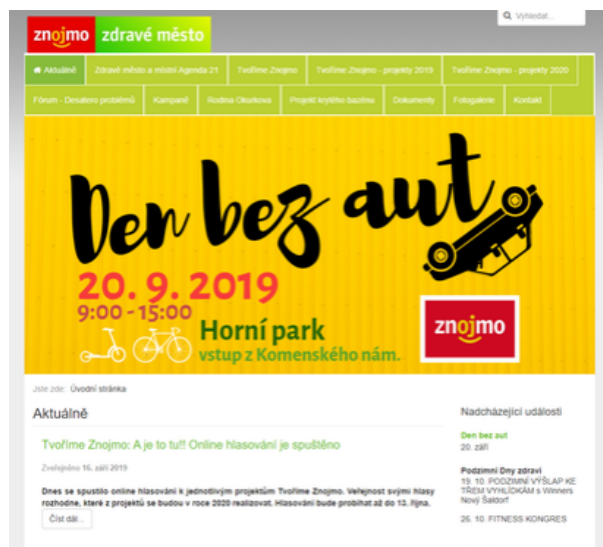 Vyhledat...
znojmo zdravé město
Aktuálně Zdravé město a místní Agenda 21 Tvoříme Znojmo Tvoříme Znojmo - projekty 2019 Tvoříme Znojmo - projekty 2020
Fórum - Desatero problémů Kampaně Rodina Okurkova Projekt krytého bazénu Dokumenty Fotogalerie Kontakt
Den bez aut
20. 9. 2019
9:00 - 15:00
Horní park
vstup z Komenského nám.
znojmo
Jste zde: Úvodní stránka
Aktuálně
Tvoříme Znojmo: A je to tu!! Online hlasování je spuštěno
Zveřejněno 16. září 2019
Dnes se spustilo online hlasování k jednotlivým projektům Tvoříme Znojmo. Veřejnost svými hlasy
rozhodne, které z projektů se budou v roce 2020 realizovat. Hlasování bude probíhat až do 13. října.
Číst dál...
Nadcházející události
Den bez aut
20. září
Podzimní Dny zdraví
19. 10. PODZIMNÍ VÝŠLAP KE
TŘEM VYHLÍDKÁM s Winners
Nový Šaldorf
26. 10. FITNESS KONGRES